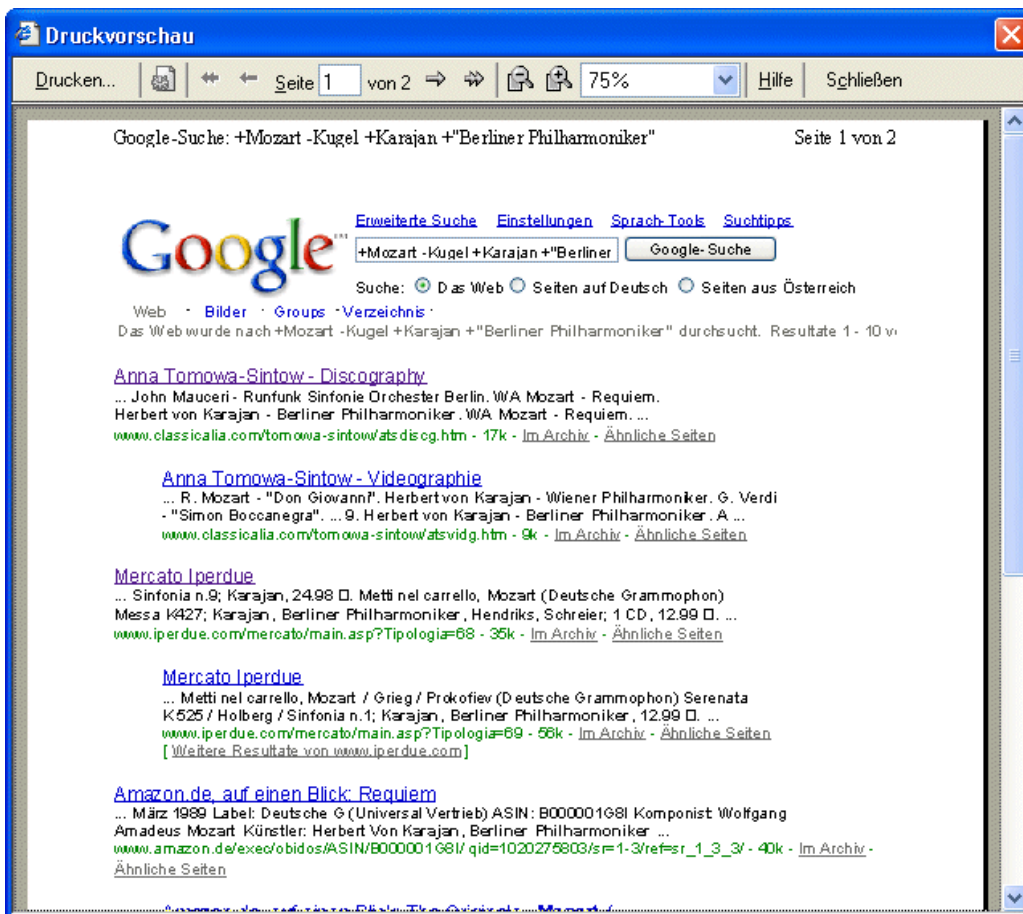 Druckvorschau
Drucken... Seite 1 von 2 75% Hilfe Schließen
Google-Suche: +Mozart -Kugel +Karajan +"Berliner Philharmoniker" Seite 1 von 2
Erweiterte Suche Einstellungen Sprach-Tools Suchtipps
Google™ +Mozart -Kugel +Karajan +"Berliner Google-Suche
Suche: Das Web Seiten auf Deutsch Seiten aus Österreich
Web · Bilder · Groups · Verzeichnis ·
Das Web wurde nach +Mozart -Kugel +Karajan +"Berliner Philharmoniker" durchsucht. Resultate 1 - 10
Anna Tomowa-Sintow - Discography
... John Mauceri - Runfunk Sinfonie Orchester Berlin. WA Mozart - Requiem.
Herbert von Karajan - Berliner Philharmoniker. WA Mozart - Requiem. ...
www.classicalia.com/tomowa-sintow/atsdiscg.htm - 17k - Im Archiv - Ähnliche Seiten
Anna Tomowa-Sintow - Videographie
... R. Mozart - "Don Giovanni". Herbert von Karajan - Wiener Philharmoniker. G. Verdi
- "Simon Boccanegra". ... 9. Herbert von Karajan - Berliner Philharmoniker. A ...
www.classicalia.com/tomowa-sintow/atsvidg.htm - 9k - Im Archiv - Ähnliche Seiten
Mercato Iperdue
... Sinfonia n.9; Karajan, 24.98 □. Metti nel carrello, Mozart (Deutsche Grammophon)
Messa K427; Karajan, Berliner Philharmoniker, Hendriks, Schreier; 1 CD, 12.99 □. ...
www.iperdue.com/mercato/main.asp?Tipologia=68 - 35k - Im Archiv - Ähnliche Seiten
Mercato Iperdue
... Metti nel carrello, Mozart / Grieg / Prokofiev (Deutsche Grammophon) Serenata
K525 / Holberg / Sinfonia n.1; Karajan, Berliner Philharmoniker, 12.99 □. ...
www.iperdue.com/mercato/main.asp?Tipologia=69 - 56k - Im Archiv - Ähnliche Seiten
[ Weitere Resultate von www.iperdue.com ]
Amazon.de, auf einen Blick: Requiem
... März 1989 Label: Deutsche G (Universal Vertrieb) ASIN: B000001G8I Komponist: Wolfgang
Amadeus Mozart Künstler: Herbert Von Karajan, Berliner Philharmoniker ...
www.amazon.de/exec/obidos/ASIN/B000001G8I/ qid=1020275803/sr=1-3/ref=sr_1_3_3/ - 40k - Im Archiv -
Ähnliche Seiten